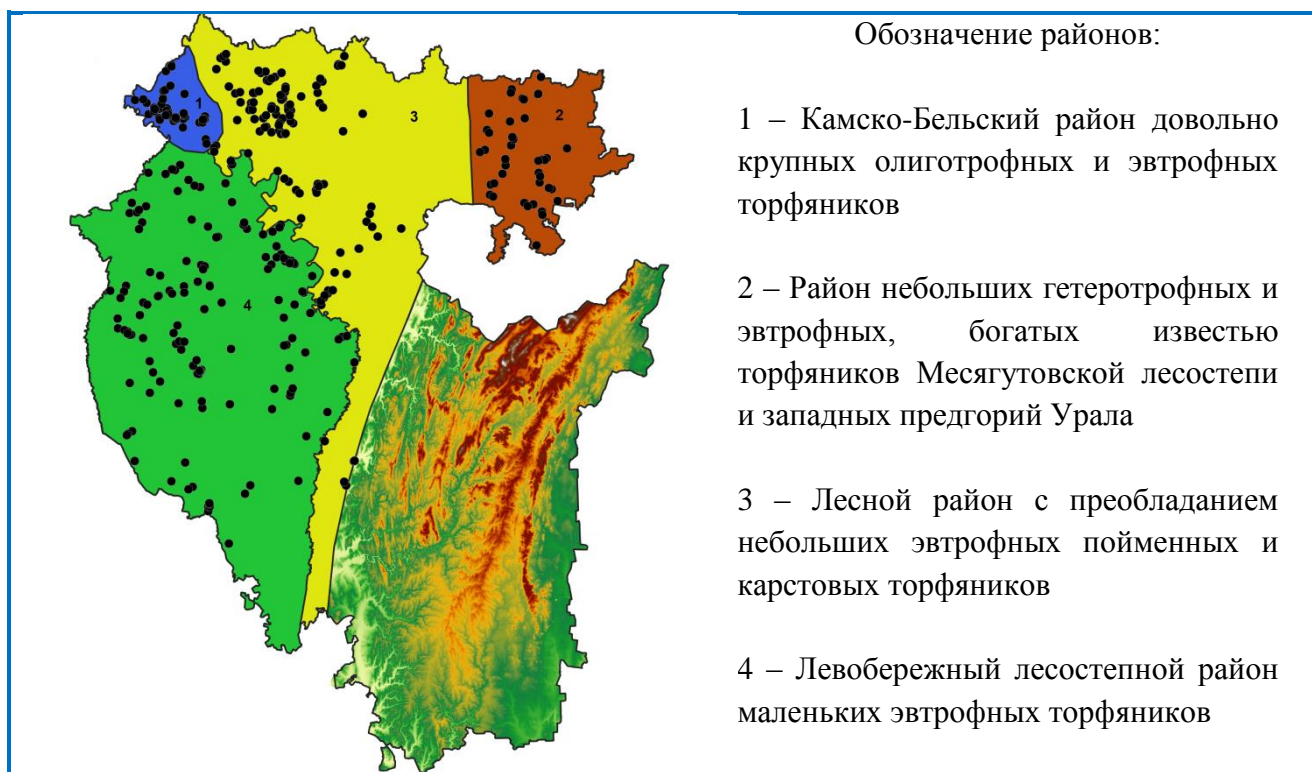 Обозначение районов:
1 – Камско-Бельский район довольно
крупных олиготрофных и эвтрофных
торфяников
2 – Район небольших гетеротрофных и
эвтрофных, богатых известью
торфяников Месягутовской лесостепи
и западных предгорий Урала
3 – Лесной район с преобладанием
небольших эвтрофных пойменных и
карстовых торфяников
4 – Левобережный лесостепной район
маленьких эвтрофных торфяников
1
3
2
4